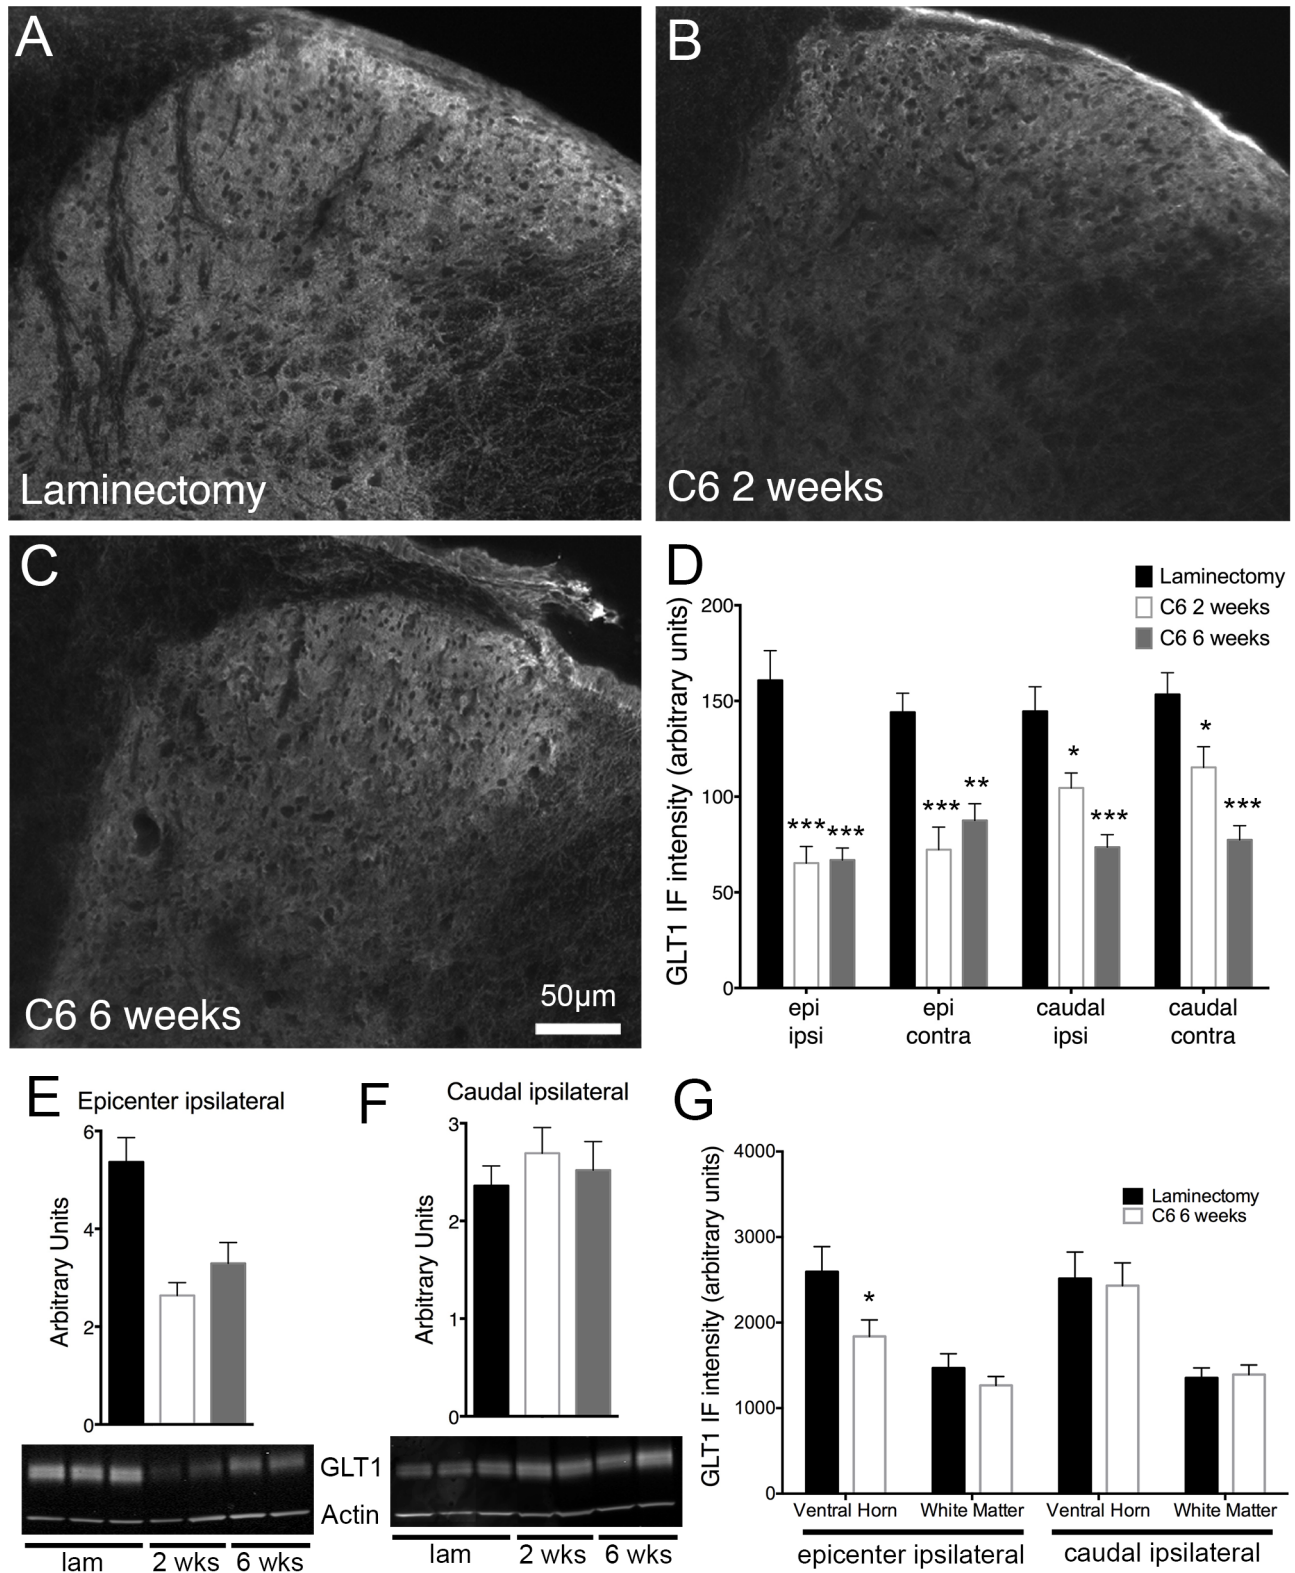 A
Laminectomy
B
C6 2 weeks
C
C6 6 weeks
50µm
D
Laminectomy
C6 2 weeks
C6 6 weeks
GLT1 IF intensity (arbitrary units)
200
150
100
50
0
*** ***
*** **
* ***
* ***
epi ipsi
epi contra
caudal ipsi
caudal contra
E
Epicenter ipsilateral
Arbitrary Units
6
4
2
0
lam
2 wks
6 wks
F
Caudal ipsilateral
Arbitrary Units
3
2
1
0
GLT1
Actin
lam
2 wks
6 wks
G
Laminectomy
C6 6 weeks
GLT1 IF intensity (arbitrary units)
4000
3000
2000
1000
0
*
Ventral Horn
White Matter
Ventral Horn
White Matter
epicenter ipsilateral
caudal ipsilateral